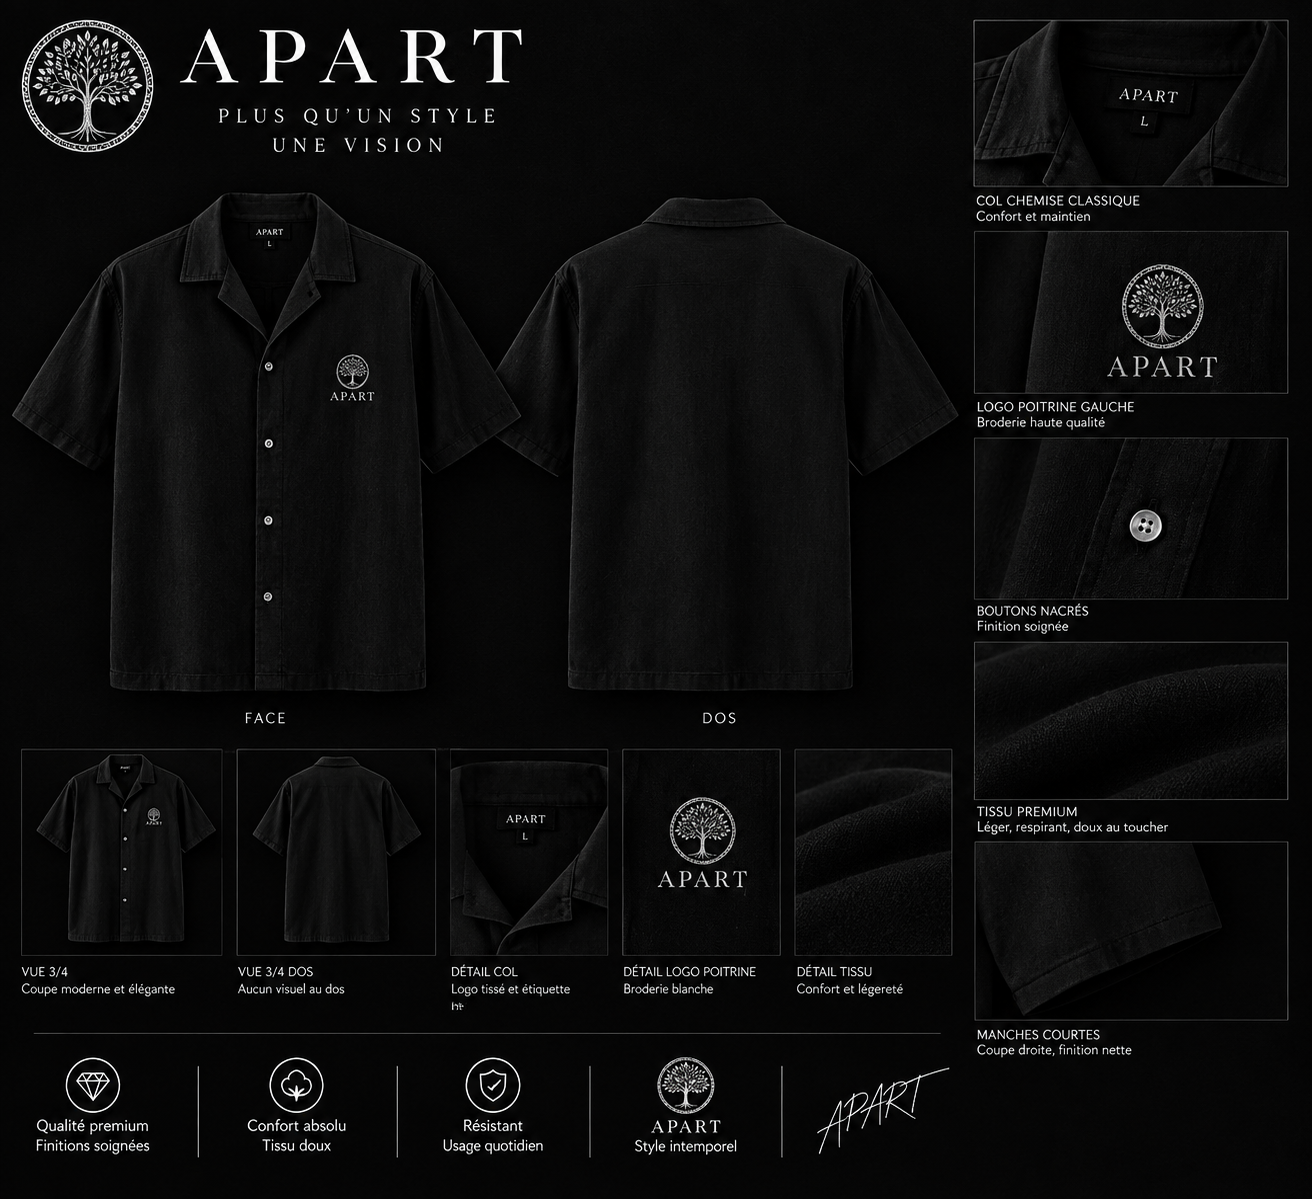 APART
PLUS QU'UN STYLE
UNE VISION
APART
L
APART
FACE
DOS
APART
L
COL CHEMISE CLASSIQUE
Confort et maintien
APART
LOGO POITRINE GAUCHE
Broderie haute qualité
BOUTONS NACRÉS
Finition soignée
TISSU PREMIUM
Léger, respirant, doux au toucher
MANCHES COURTES
Coupe droite, finition nette
APART
VUE 3/4
Coupe moderne et élégante
VUE 3/4 DOS
Aucun visuel au dos
APART
L
DÉTAIL COL
Logo tissé et étiquette
APART
DÉTAIL LOGO POITRINE
Broderie blanche
DÉTAIL TISSU
Confort et légereté
Qualité premium
Finitions soignées
Confort absolu
Tissu doux
Résistant
Usage quotidien
APART
Style intemporel
APART